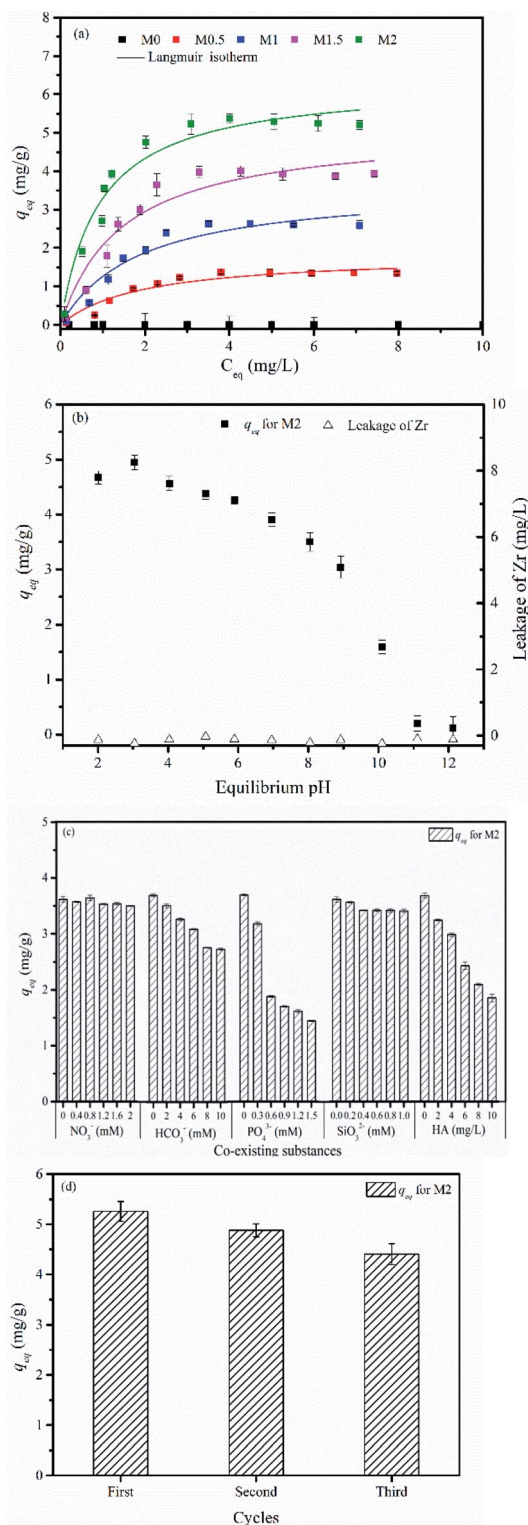 (a)
M0 M0.5 M1 M1.5 M2
Langmuir isotherm
q_eq (mg/g)
8
7
6
5
4
3
2
1
0
0 2 4 6 8 10
C_eq (mg/L)
(b)
q_eq for M2 Leakage of Zr
q_eq (mg/g)
6
5
4
3
2
1
0
10
8
6
4
2
0
Leakage of Zr (mg/L)
2 4 6 8 10 12
Equilibrium pH
(c)
q_eq for M2
q_eq (mg/g)
5
4
3
2
1
0
0 0.4 0.8 1.2 1.6 2 0 2 4 6 8 10 0 0.3 0.6 0.9 1.2 1.5 0.0 0.2 0.4 0.6 0.8 1.0 0 2 4 6 8 10
NO₃⁻ (mM) HCO₃⁻ (mM) PO₄³⁻ (mM) SiO₃²⁻ (mM) HA (mg/L)
Co-existing substances
(d)
q_eq for M2
q_eq (mg/g)
6
5
4
3
2
1
0
First Second Third
Cycles